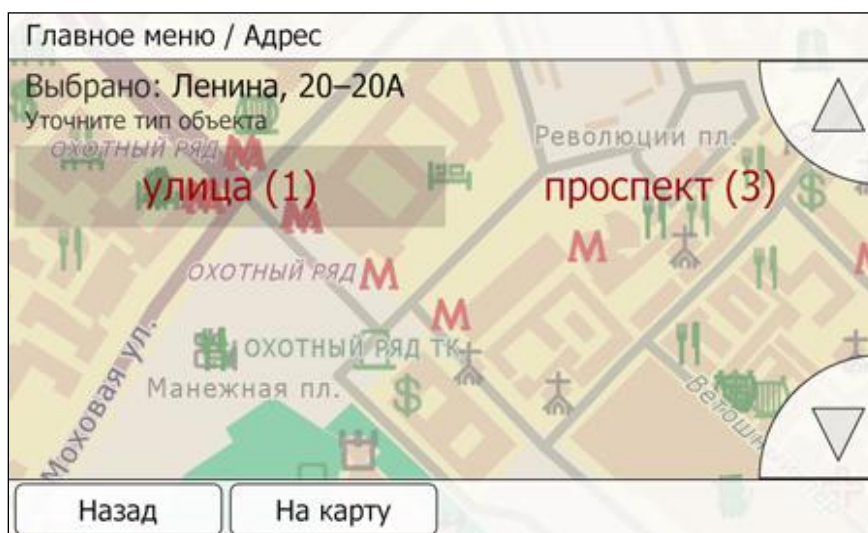 Главное меню / Адрес
Выбрано: Ленина, 20–20А
Уточните тип объекта
ОХОТНЫЙ РЯД
Революции пл.
улица (1)
проспект (3)
ОХОТНЫЙ РЯД
ОХОТНЫЙ РЯД ТК
Манежная пл.
Моховая ул.
Назад
На карту